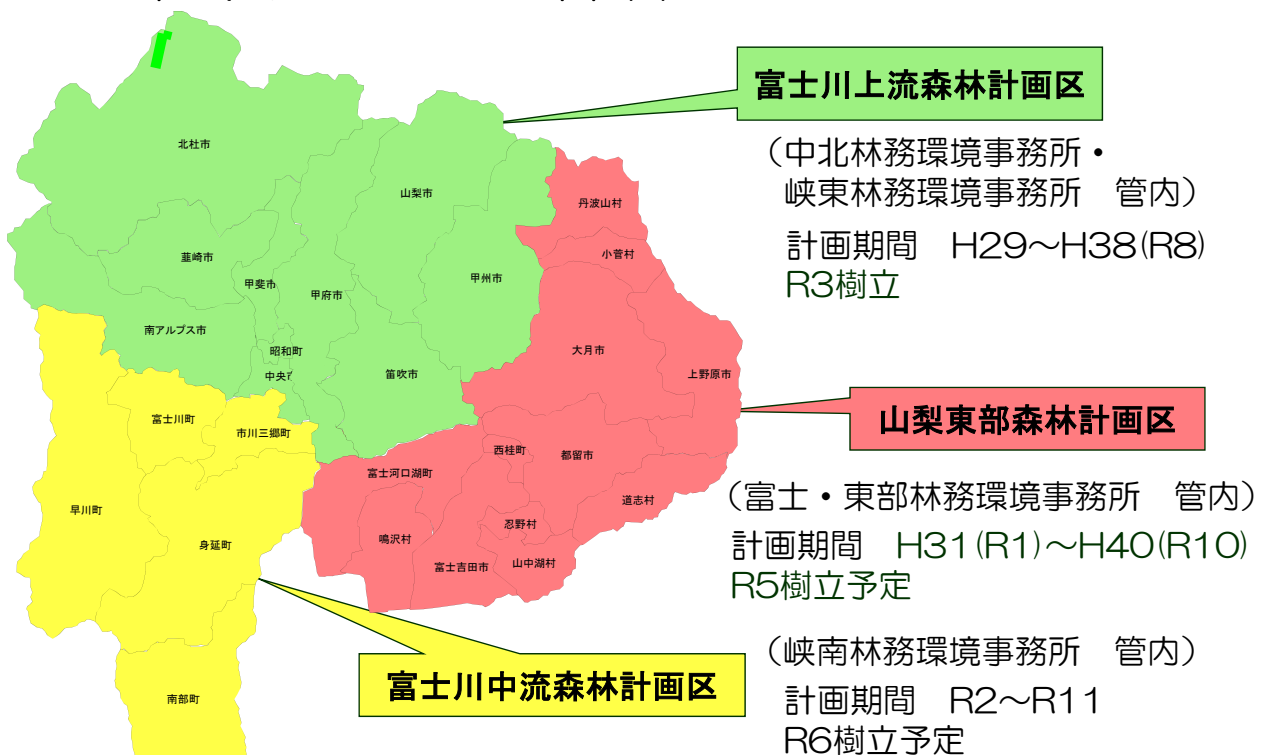 富士川上流森林計画区
(中北林務環境事務所・
峡東林務環境事務所 管内)
計画期間 H29~H38(R8)
R3樹立
山梨東部森林計画区
(富士・東部林務環境事務所 管内)
計画期間 H31(R1)~H40(R10)
R5樹立予定
富士川中流森林計画区
(峡南林務環境事務所 管内)
計画期間 R2~R11
R6樹立予定
北杜市
山梨市
丹波山村
小菅村
韮崎市
甲斐市
甲府市
甲州市
南アルプス市
昭和町
中央市
笛吹市
大月市
上野原市
富士川町
市川三郷町
西桂町
都留市
富士河口湖町
道志村
早川町
身延町
鳴沢村
忍野村
富士吉田市
山中湖村
南部町